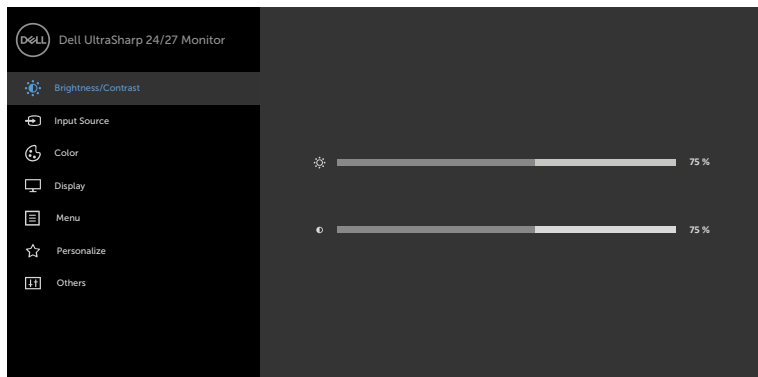 DELL
Dell UltraSharp 24/27 Monitor
Brightness/Contrast
Input Source
Color
Display
Menu
Personalize
Others
75 %
75 %